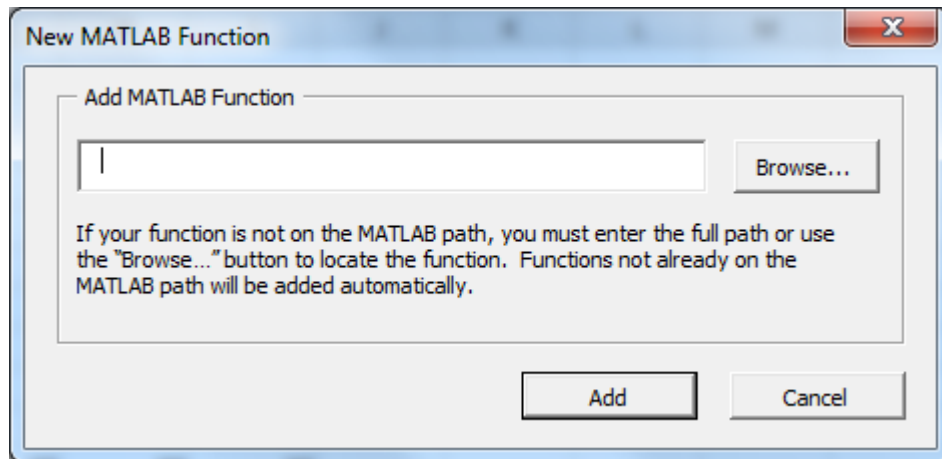 New MATLAB Function
Add MATLAB Function
Browse...
If your function is not on the MATLAB path, you must enter the full path or use
the “Browse...” button to locate the function.  Functions not already on the
MATLAB path will be added automatically.
Add
Cancel